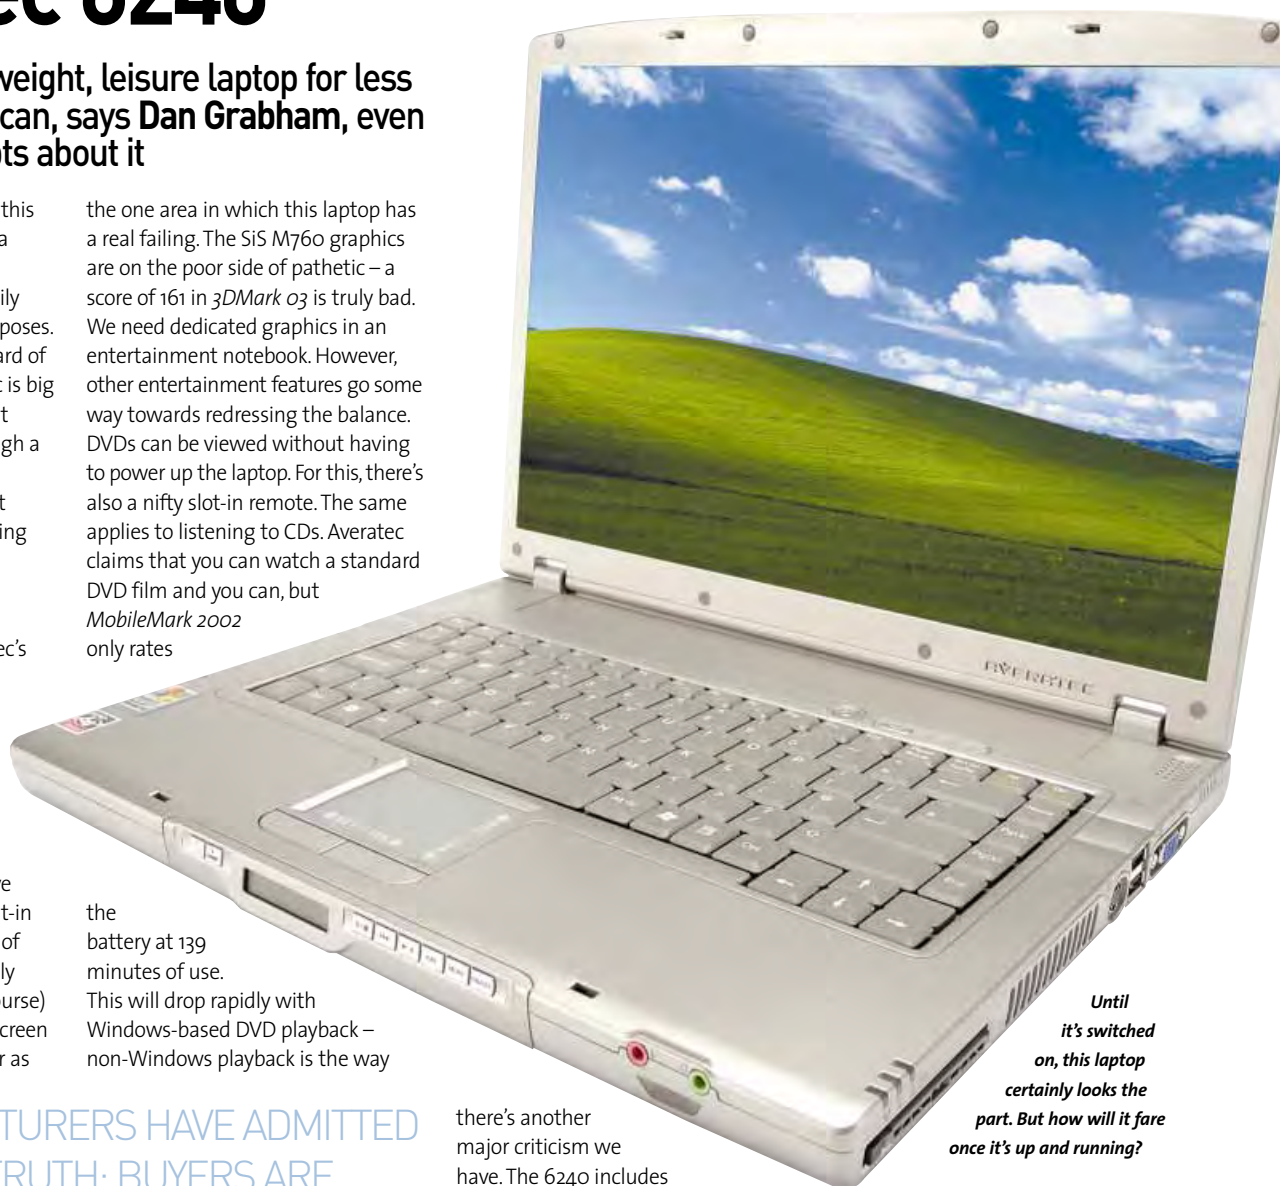 ec 6240
weight, leisure laptop for less
can, says Dan Grabham, even
pts about it
this
a
ily
poses.
ard of
t is big
t
gh a
t
ing
ec's
ve
t-in
of
ly
ourse)
creen
r as
the one area in which this laptop has
a real failing. The SiS M760 graphics
are on the poor side of pathetic – a
score of 161 in 3DMark 03 is truly bad.
We need dedicated graphics in an
entertainment notebook. However,
other entertainment features go some
way towards redressing the balance.
DVDs can be viewed without having
to power up the laptop. For this, there's
also a nifty slot-in remote. The same
applies to listening to CDs. Averatec
claims that you can watch a standard
DVD film and you can, but
MobileMark 2002
only rates
the
battery at 139
minutes of use.
This will drop rapidly with
Windows-based DVD playback –
non-Windows playback is the way
TURERS HAVE ADMITTED
TRUTH: BUYERS ARE
there's another
major criticism we
have. The 6240 includes
AVERATEC
Until
it's switched
on, this laptop
certainly looks the
part. But how will it fare
once it's up and running?